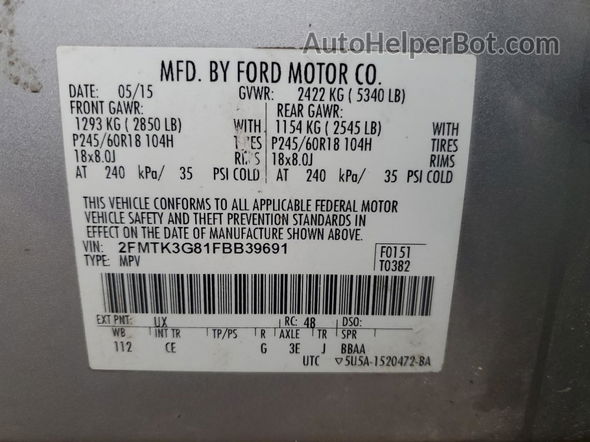 AutoHelperBot.com
MFD. BY FORD MOTOR CO.
DATE: 05/15 GVWR: 2422 KG ( 5340 LB)
FRONT GAWR: REAR GAWR:
1293 KG ( 2850 LB) WITH 1154 KG ( 2545 LB) WITH
P245/60R18 104H TIRES P245/60R18 104H TIRES
18x8.0J RIMS 18x8.0J RIMS
AT 240 kPa/ 35 PSI COLD AT 240 kPa/ 35 PSI COLD
THIS VEHICLE CONFORMS TO ALL APPLICABLE FEDERAL MOTOR
VEHICLE SAFETY AND THEFT PREVENTION STANDARDS IN
EFFECT ON THE DATE OF MANUFACTURE SHOWN ABOVE.
VIN: 2FMTK3G81FBB39691 F0151
TYPE: MPV T0382
EXT PNT: UX RC: 48 DSO:
WB INT TR TP/PS R AXLE TR SPR
112 CE G 3E J BBAA
UTC ▽5U5A-1520472-BA